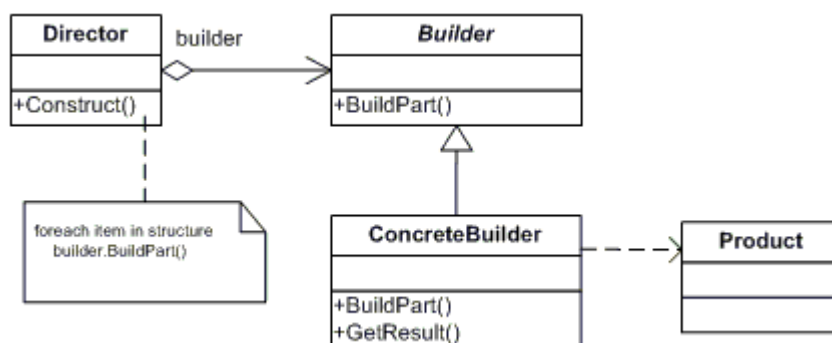 Director
builder
Builder
+Construct()
+BuildPart()
foreach item in structure
builder.BuildPart()
ConcreteBuilder
Product
+BuildPart()
+GetResult()